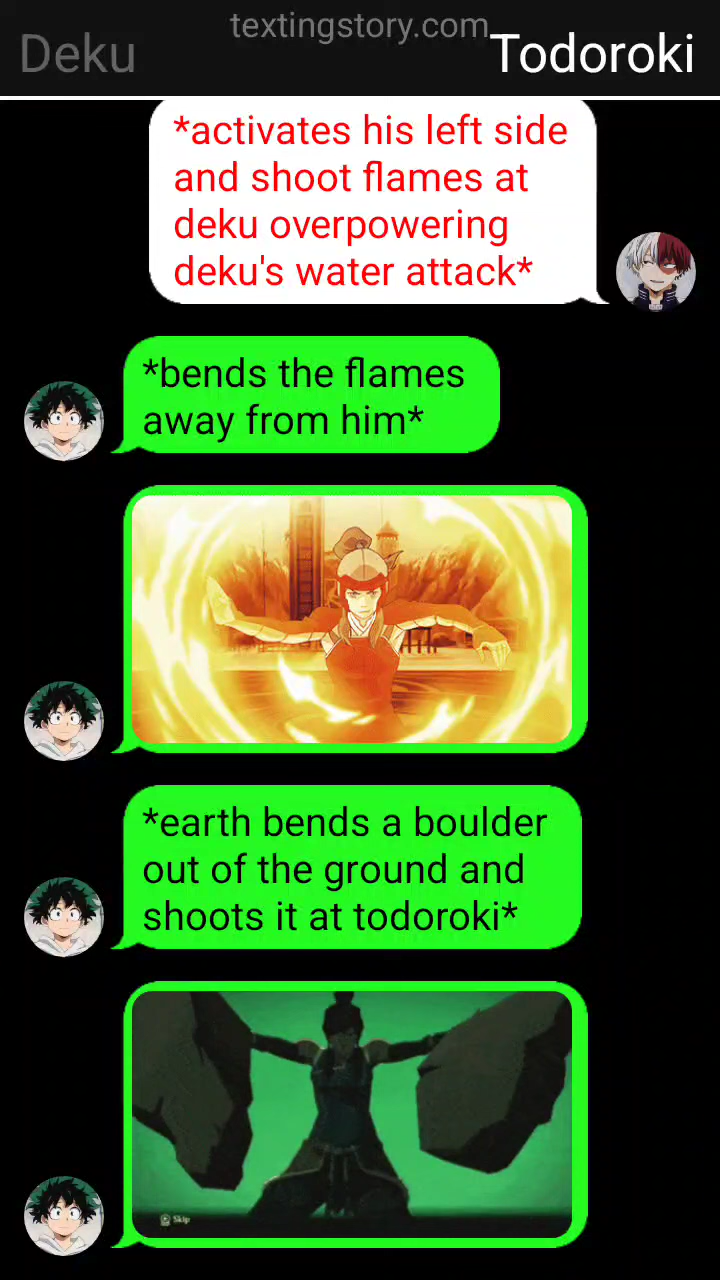 textingstory.com
Deku
Todoroki
*activates his left side
and shoot flames at
deku overpowering
deku's water attack*
*bends the flames
away from him*
*earth bends a boulder
out of the ground and
shoots it at todoroki*
Skip